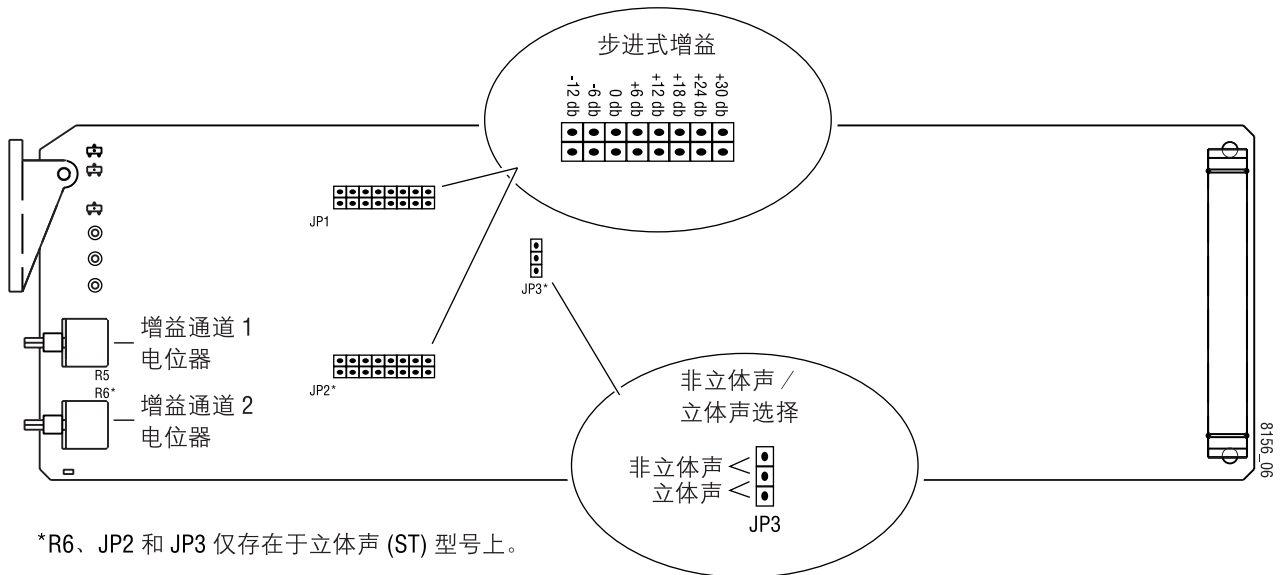 步进式增益
-12 db
-6 db
0 db
+6 db
+12 db
+18 db
+24 db
+30 db
JP1
JP3*
增益通道 1
电位器
R5
R6*
JP2*
增益通道 2
电位器
非立体声 /
立体声选择
非立体声
立体声
JP3
8156_06
*R6、JP2 和 JP3 仅存在于立体声 (ST) 型号上。